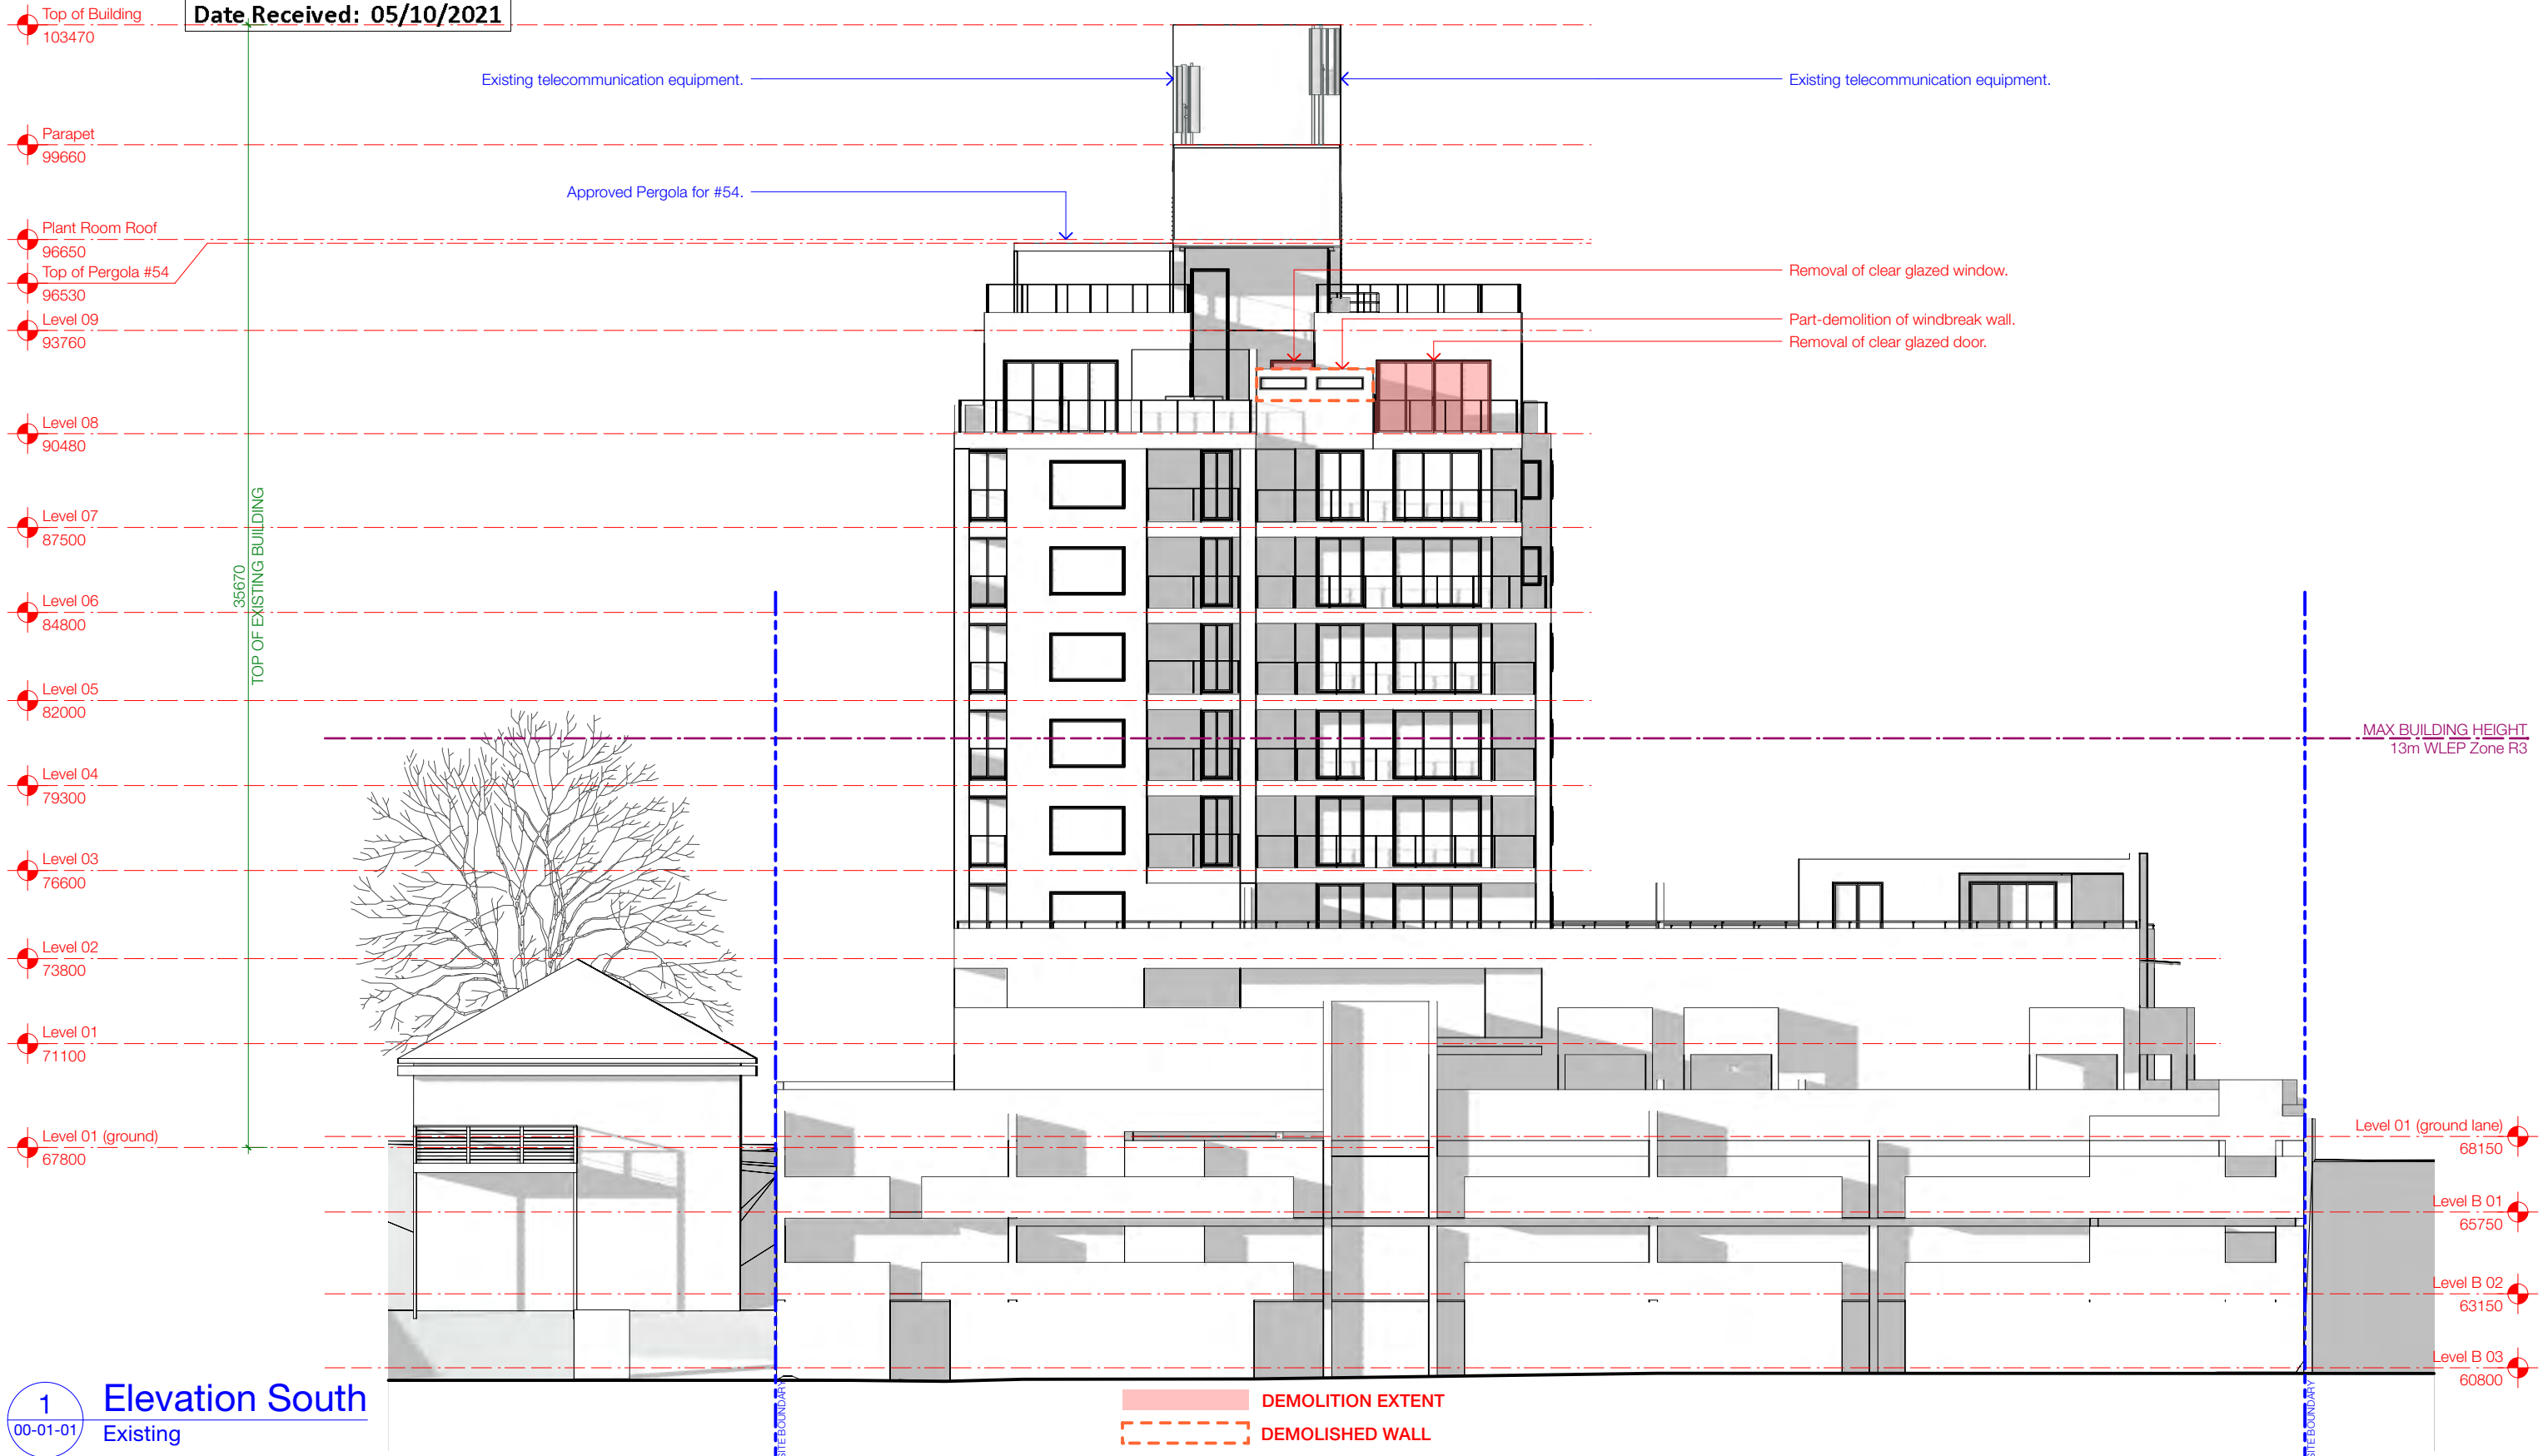 Date Received: 05/10/2021
Top of Building
103470
Existing telecommunication equipment.
Existing telecommunication equipment.
Parapet
99660
Approved Pergola for #54.
Plant Room Roof
96650
Top of Pergola #54
96530
Removal of clear glazed window.
Level 09
93760
Part-demolition of windbreak wall.
Removal of clear glazed door.
Level 08
90480
Level 07
87500
35670
TOP OF EXISTING BUILDING
Level 06
84800
Level 05
82000
MAX BUILDING HEIGHT
13m WLEP Zone R3
Level 04
79300
Level 03
76600
Level 02
73800
Level 01
71100
Level 01 (ground)
67800
Level 01 (ground lane)
68150
Level B 01
65750
Level B 02
63150
Level B 03
60800
SITE BOUNDARY
SITE BOUNDARY
1
00-01-01
Elevation South
Existing
DEMOLITION EXTENT
DEMOLISHED WALL